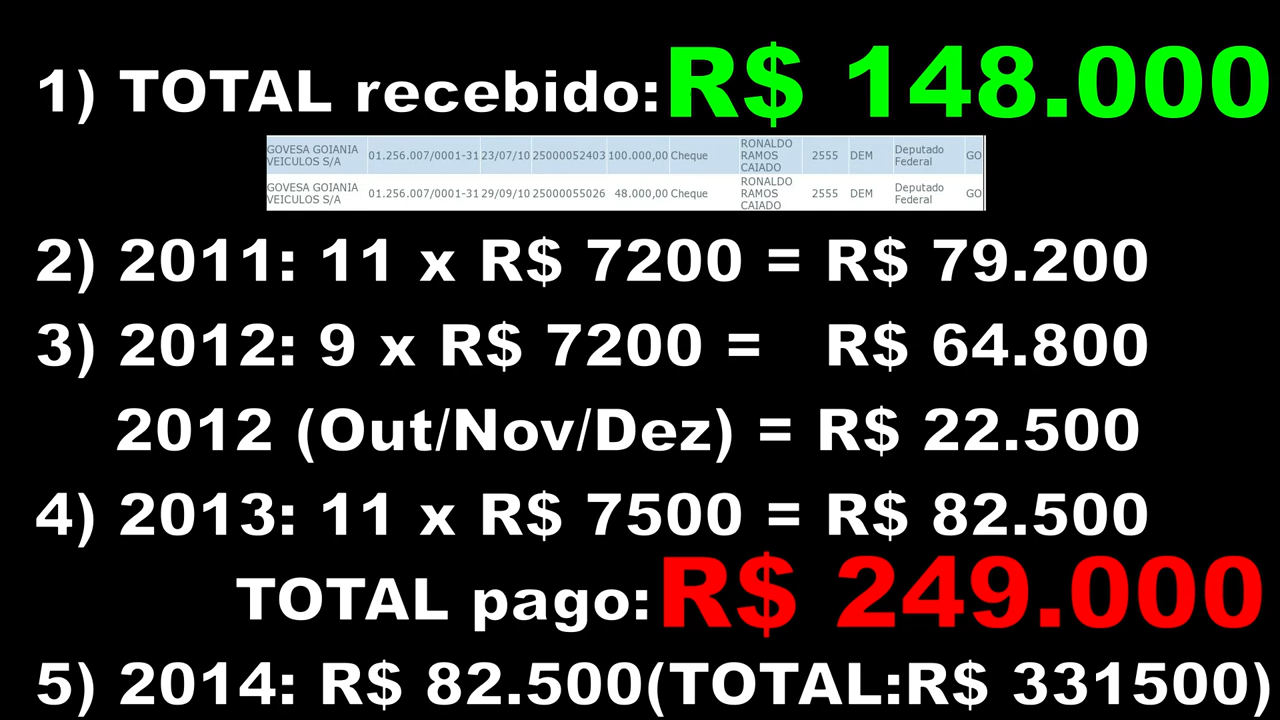 1) TOTAL recebido: R$ 148.000
GOVESA GOIANIA VEICULOS S/A 01.256.007/0001-31 23/07/10 25000052403 100.000,00 Cheque RONALDO RAMOS CAIADO 2555 DEM Deputado Federal GO
GOVESA GOIANIA VEICULOS S/A 01.256.007/0001-31 29/09/10 25000055026 48.000,00 Cheque RONALDO RAMOS CAIADO 2555 DEM Deputado Federal GO
2) 2011: 11 x R$ 7200 = R$ 79.200
3) 2012: 9 x R$ 7200 = R$ 64.800
2012 (Out/Nov/Dez) = R$ 22.500
4) 2013: 11 x R$ 7500 = R$ 82.500
TOTAL pago: R$ 249.000
5) 2014: R$ 82.500(TOTAL:R$ 331500)